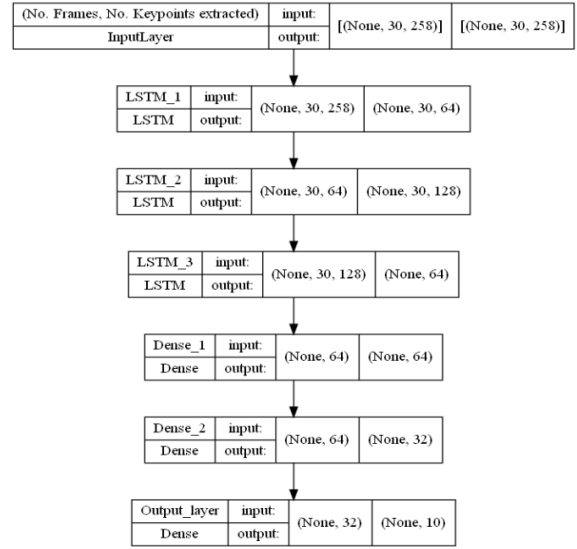 (No. Frames, No. Keypoints extracted) input: [(None, 30, 258)] [(None, 30, 258)]
InputLayer output:
LSTM_1 input: (None, 30, 258) (None, 30, 64)
LSTM output:
LSTM_2 input: (None, 30, 64) (None, 30, 128)
LSTM output:
LSTM_3 input: (None, 30, 128) (None, 64)
LSTM output:
Dense_1 input: (None, 64) (None, 64)
Dense output:
Dense_2 input: (None, 64) (None, 32)
Dense output:
Output_layer input: (None, 32) (None, 10)
Dense output: